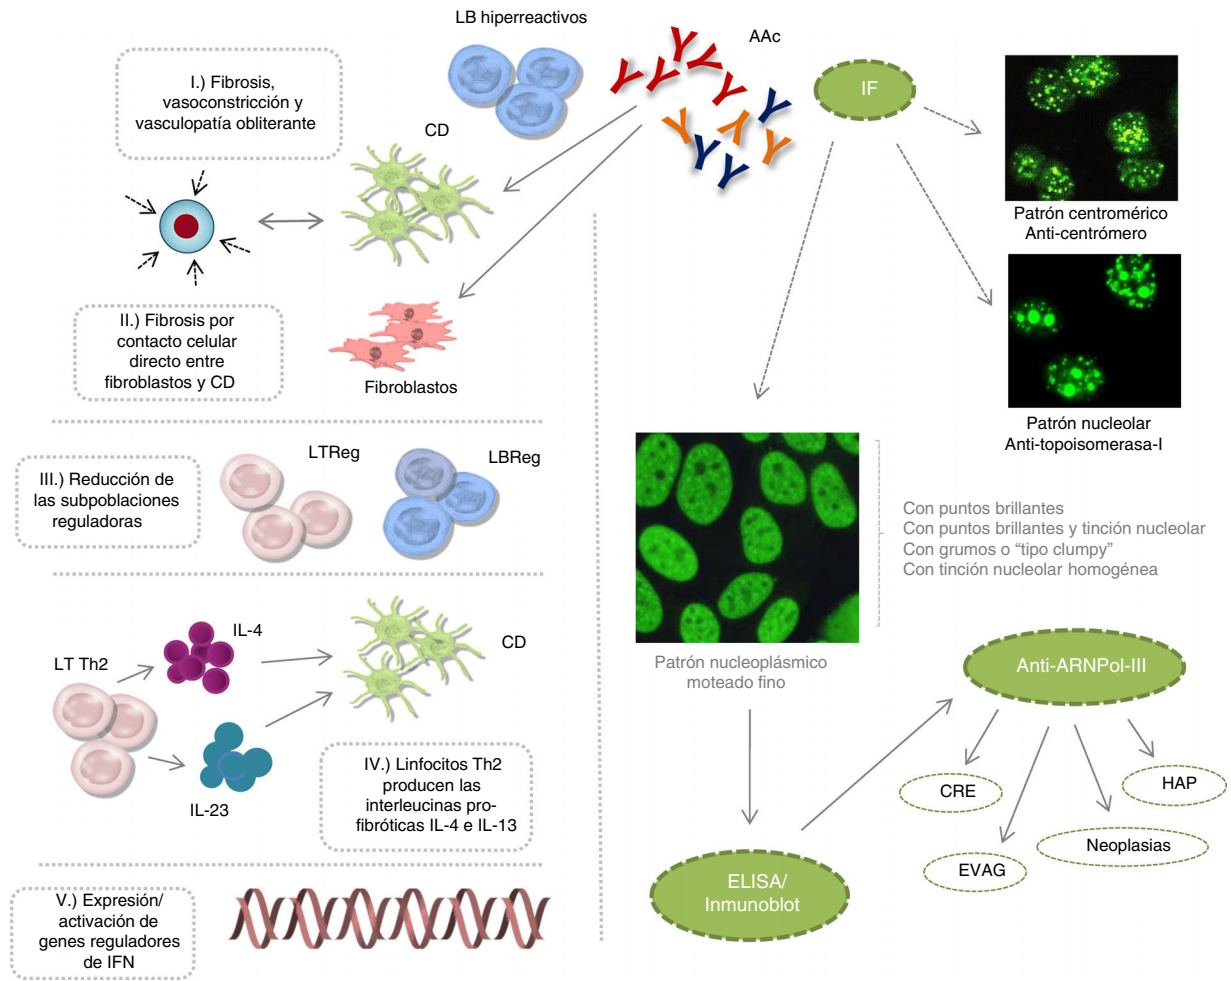 LB hiperreactivos
AAc
I.) Fibrosis,
vasoconstricción y
vasculopatía obliterante
CD
II.) Fibrosis por
contacto celular
directo entre
fibroblastos y CD
Fibroblastos
III.) Reducción de
las subpoblaciones
reguladoras
LTReg
LBReg
LT Th2
IL-4
IL-23
CD
IV.) Linfocitos Th2
producen las
interleucinas pro-
fibróticas IL-4 e IL-13
V.) Expresión/
activación de
genes reguladores
de IFN
IF
Patrón centromérico
Anti-centrómero
Patrón nucleolar
Anti-topoisomerasa-I
Con puntos brillantes
Con puntos brillantes y tinción nucleolar
Con grumos o “tipo clumpy”
Con tinción nucleolar homogénea
Patrón nucleoplásmico
moteado fino
ELISA/
Inmunoblot
Anti-ARNPol-III
CRE
EVAG
Neoplasias
HAP